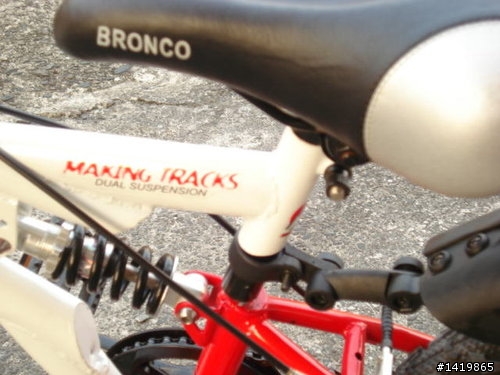 BRONCO
MAKING TRACKS
DUAL SUSPENSION
#1419865